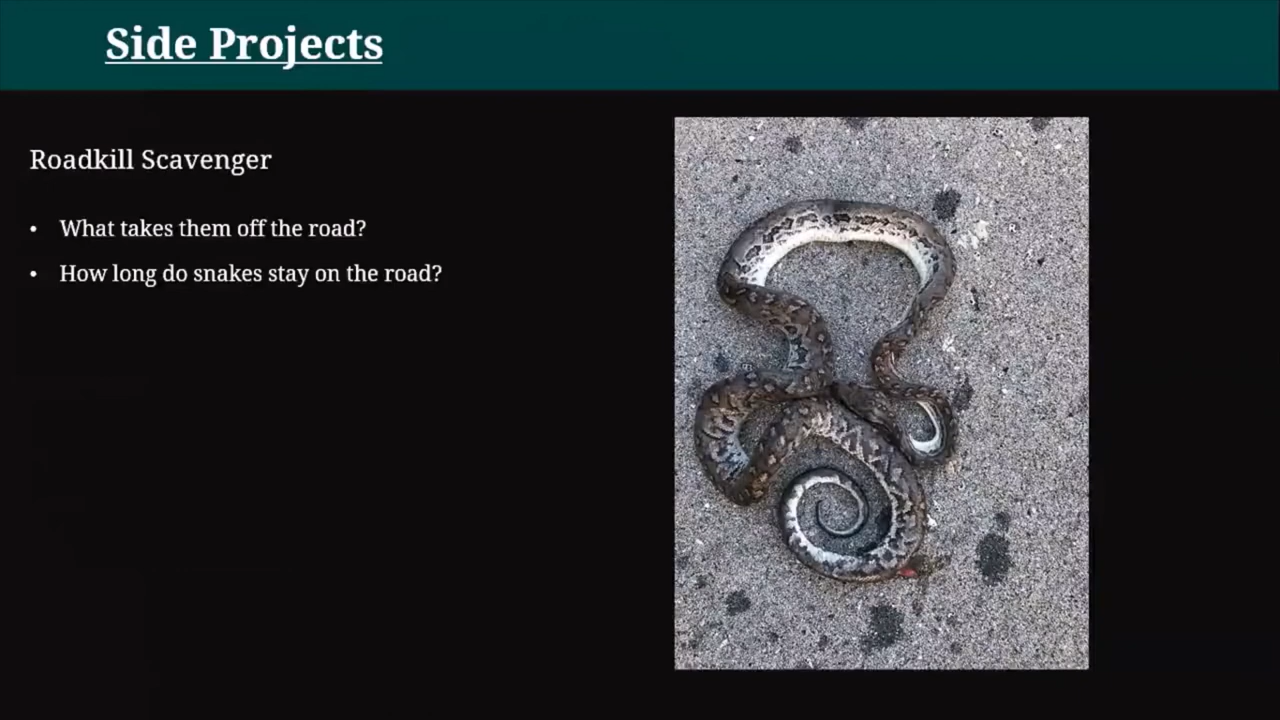 Side Projects
Roadkill Scavenger
• What takes them off the road?
• How long do snakes stay on the road?